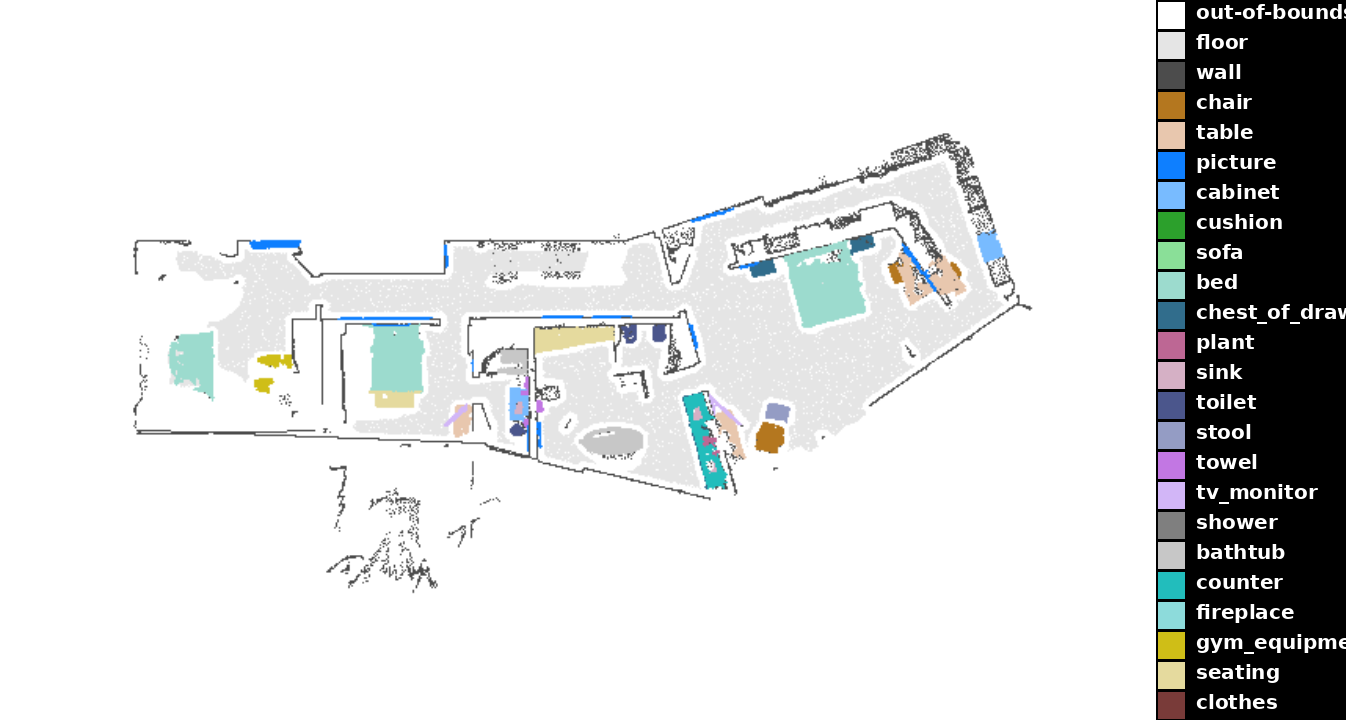 out-of-bounds
floor
wall
chair
table
picture
cabinet
cushion
sofa
bed
chest_of_draw
plant
sink
toilet
stool
towel
tv_monitor
shower
bathtub
counter
fireplace
gym_equipme
seating
clothes